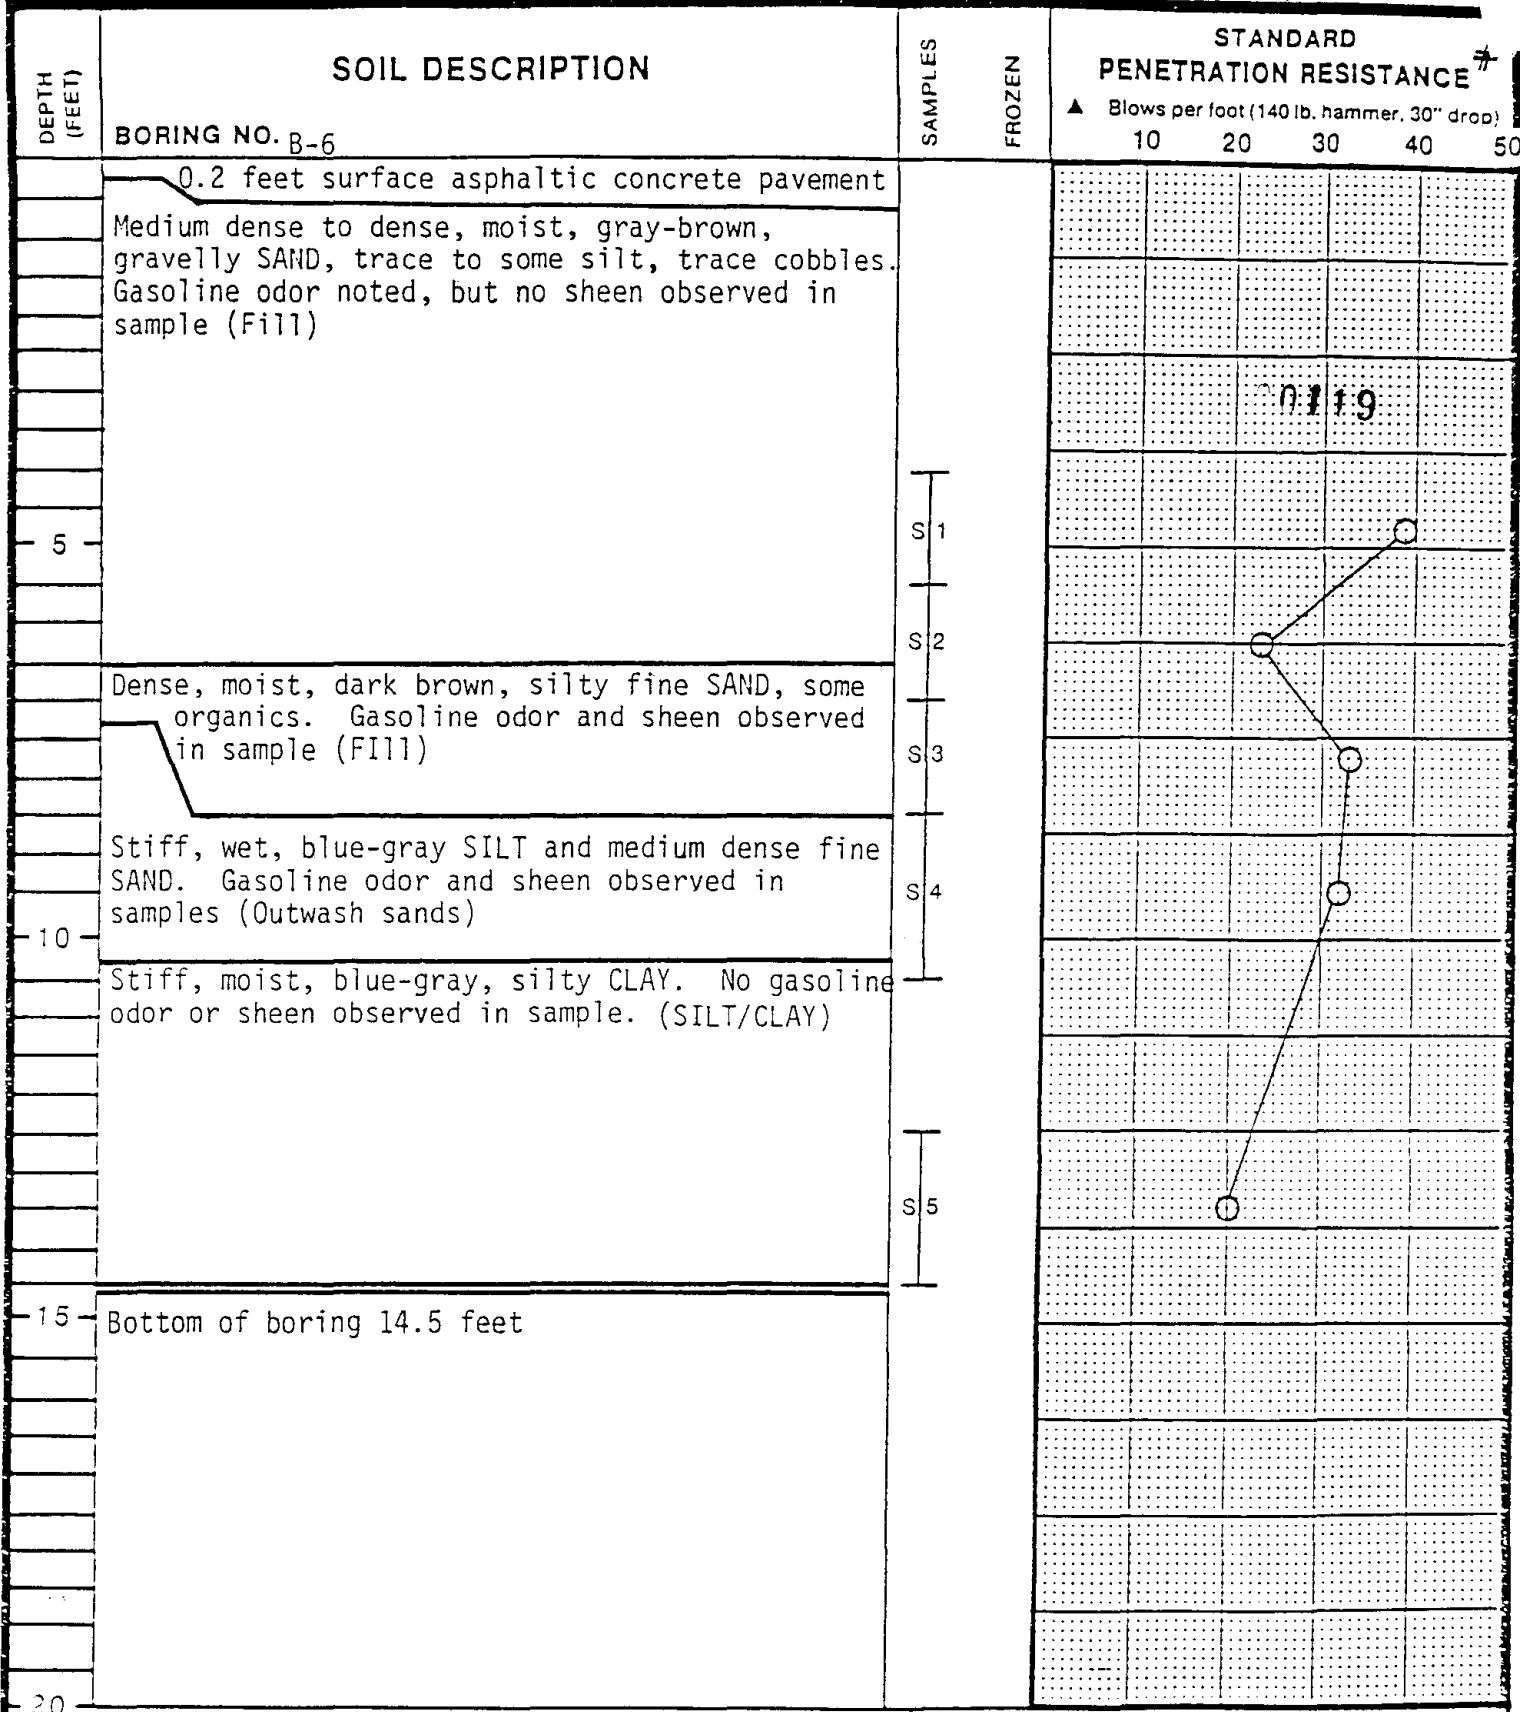 DEPTH (FEET)
SOIL DESCRIPTION
BORING NO. B-6
SAMPLES
FROZEN
STANDARD
PENETRATION RESISTANCE #
▲ Blows per foot (140 lb. hammer, 30" drop)
10 20 30 40 50
0.2 feet surface asphaltic concrete pavement
Medium dense to dense, moist, gray-brown,
gravelly SAND, trace to some silt, trace cobbles.
Gasoline odor noted, but no sheen observed in
sample (Fill)
0119
S 1
5
S 2
Dense, moist, dark brown, silty fine SAND, some
organics. Gasoline odor and sheen observed
in sample (FIll)
S 3
Stiff, wet, blue-gray SILT and medium dense fine
SAND. Gasoline odor and sheen observed in
samples (Outwash sands)
S 4
10
Stiff, moist, blue-gray, silty CLAY. No gasoline
odor or sheen observed in sample. (SILT/CLAY)
S 5
15
Bottom of boring 14.5 feet
20